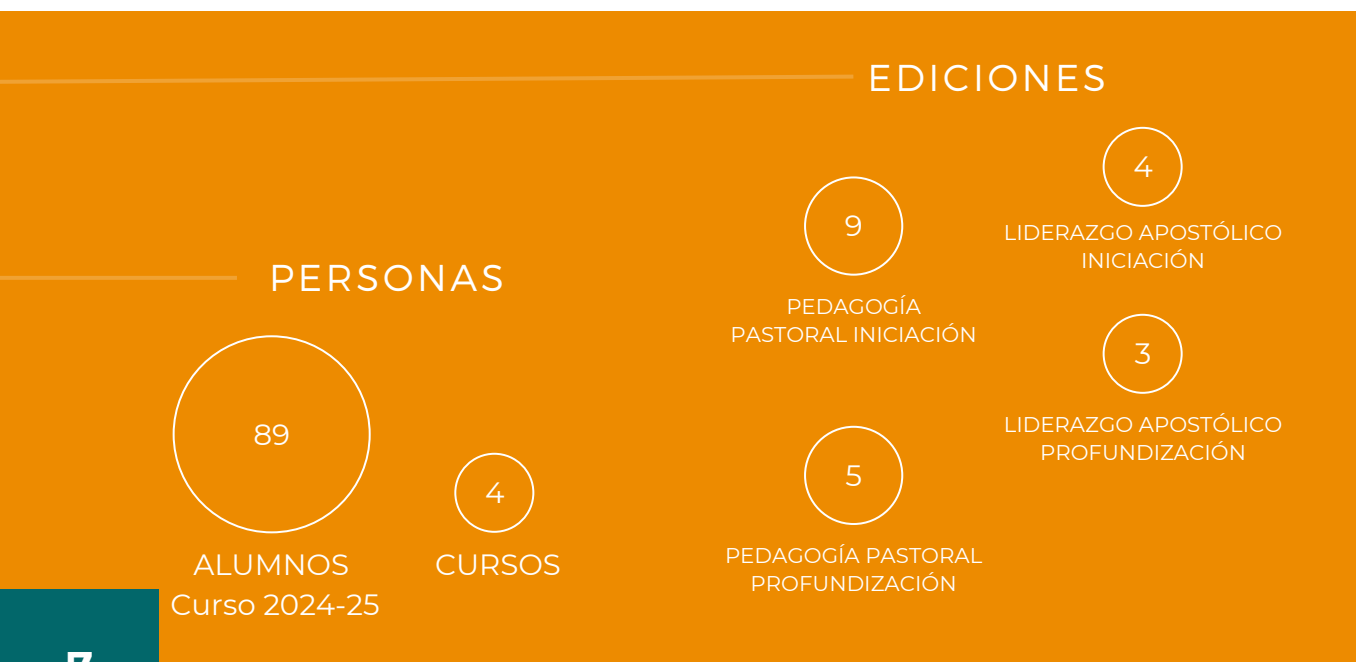 EDICIONES
4
LIDERAZGO APOSTÓLICO
INICIACIÓN
9
PEDAGOGÍA
PASTORAL INICIACIÓN
3
LIDERAZGO APOSTÓLICO
PROFUNDIZACIÓN
5
PEDAGOGÍA PASTORAL
PROFUNDIZACIÓN
PERSONAS
89
ALUMNOS
Curso 2024-25
4
CURSOS